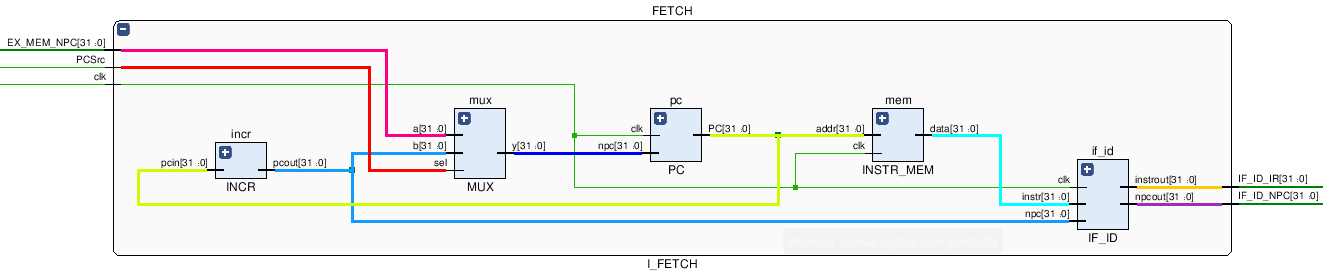 FETCH
EX_MEM_NPC[31 :0]
PCSrc
clk
mux
pc
mem
incr
a[31 :0]
b[31 :0]
sel
y[31 :0]
MUX
clk
npc[31 :0]
PC[31 :0]
PC
addr[31 :0]
clk
data[31 :0]
INSTR_MEM
pcin[31 :0]
pcout[31 :0]
INCR
if_id
clk
instr[31 :0]
npc[31 :0]
instrout[31 :0]
npcout[31 :0]
IF_ID
IF_ID_IR[31 :0]
IF_ID_NPC[31 :0]
I_FETCH